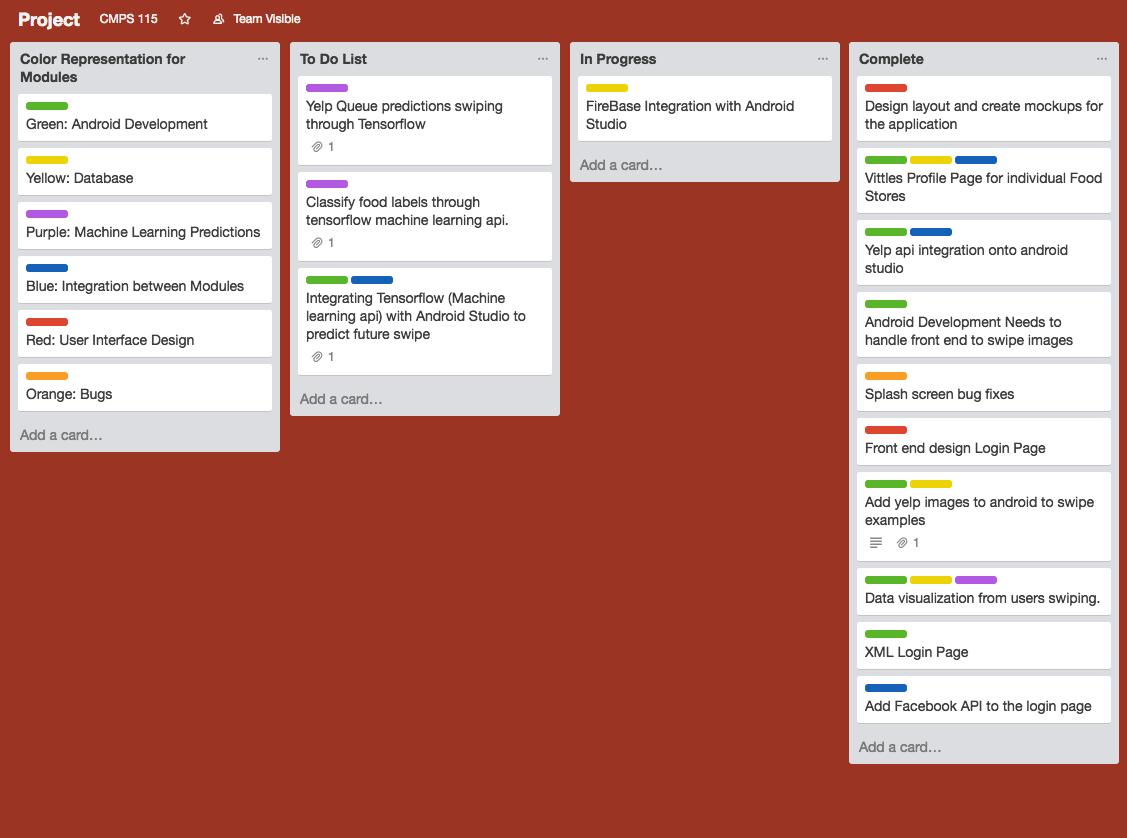 Project CMPS 115 Team Visible
Color Representation for
Modules
Green: Android Development
Yellow: Database
Purple: Machine Learning Predictions
Blue: Integration between Modules
Red: User Interface Design
Orange: Bugs
Add a card…
To Do List
Yelp Queue predictions swiping
through Tensorflow
1
Classify food labels through
tensorflow machine learning api.
1
Integrating Tensorflow (Machine
learning api) with Android Studio to
predict future swipe
1
Add a card…
In Progress
FireBase Integration with Android
Studio
Add a card…
Complete
Design layout and create mockups for
the application
Vittles Profile Page for individual Food
Stores
Yelp api integration onto android
studio
Android Development Needs to
handle front end to swipe images
Splash screen bug fixes
Front end design Login Page
Add yelp images to android to swipe
examples
1
Data visualization from users swiping.
XML Login Page
Add Facebook API to the login page
Add a card…